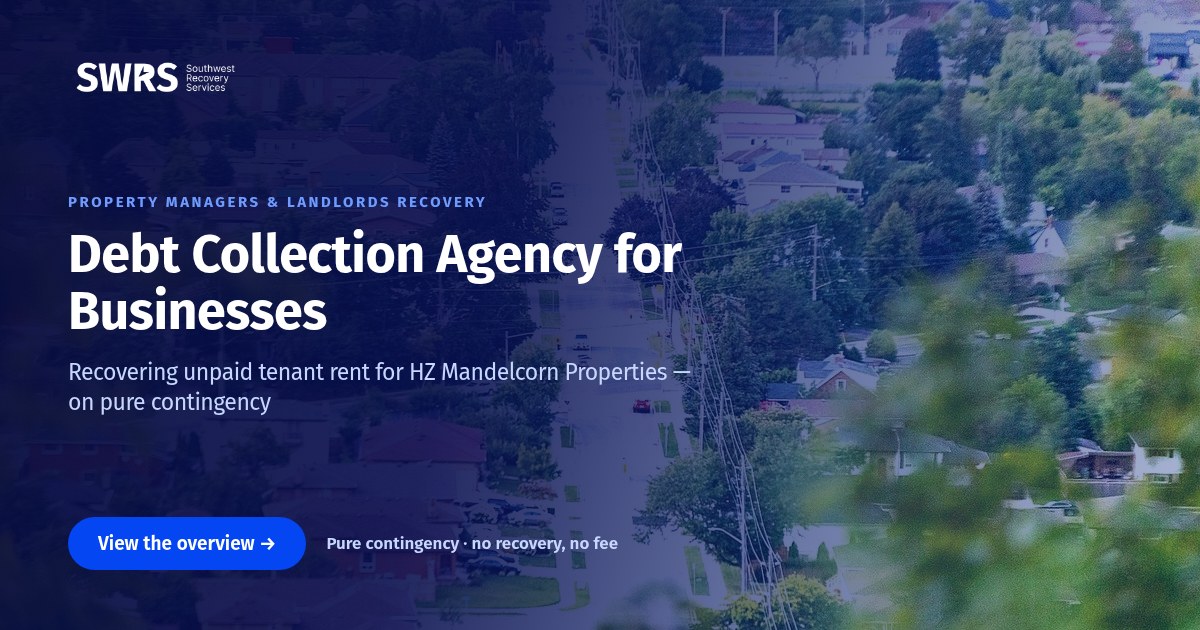 SWRS
Southwest
Recovery
Services
PROPERTY MANAGERS & LANDLORDS RECOVERY
Debt Collection Agency for
Businesses
Recovering unpaid tenant rent for HZ Mandelcorn Properties —
on pure contingency
View the overview →
Pure contingency · no recovery, no fee